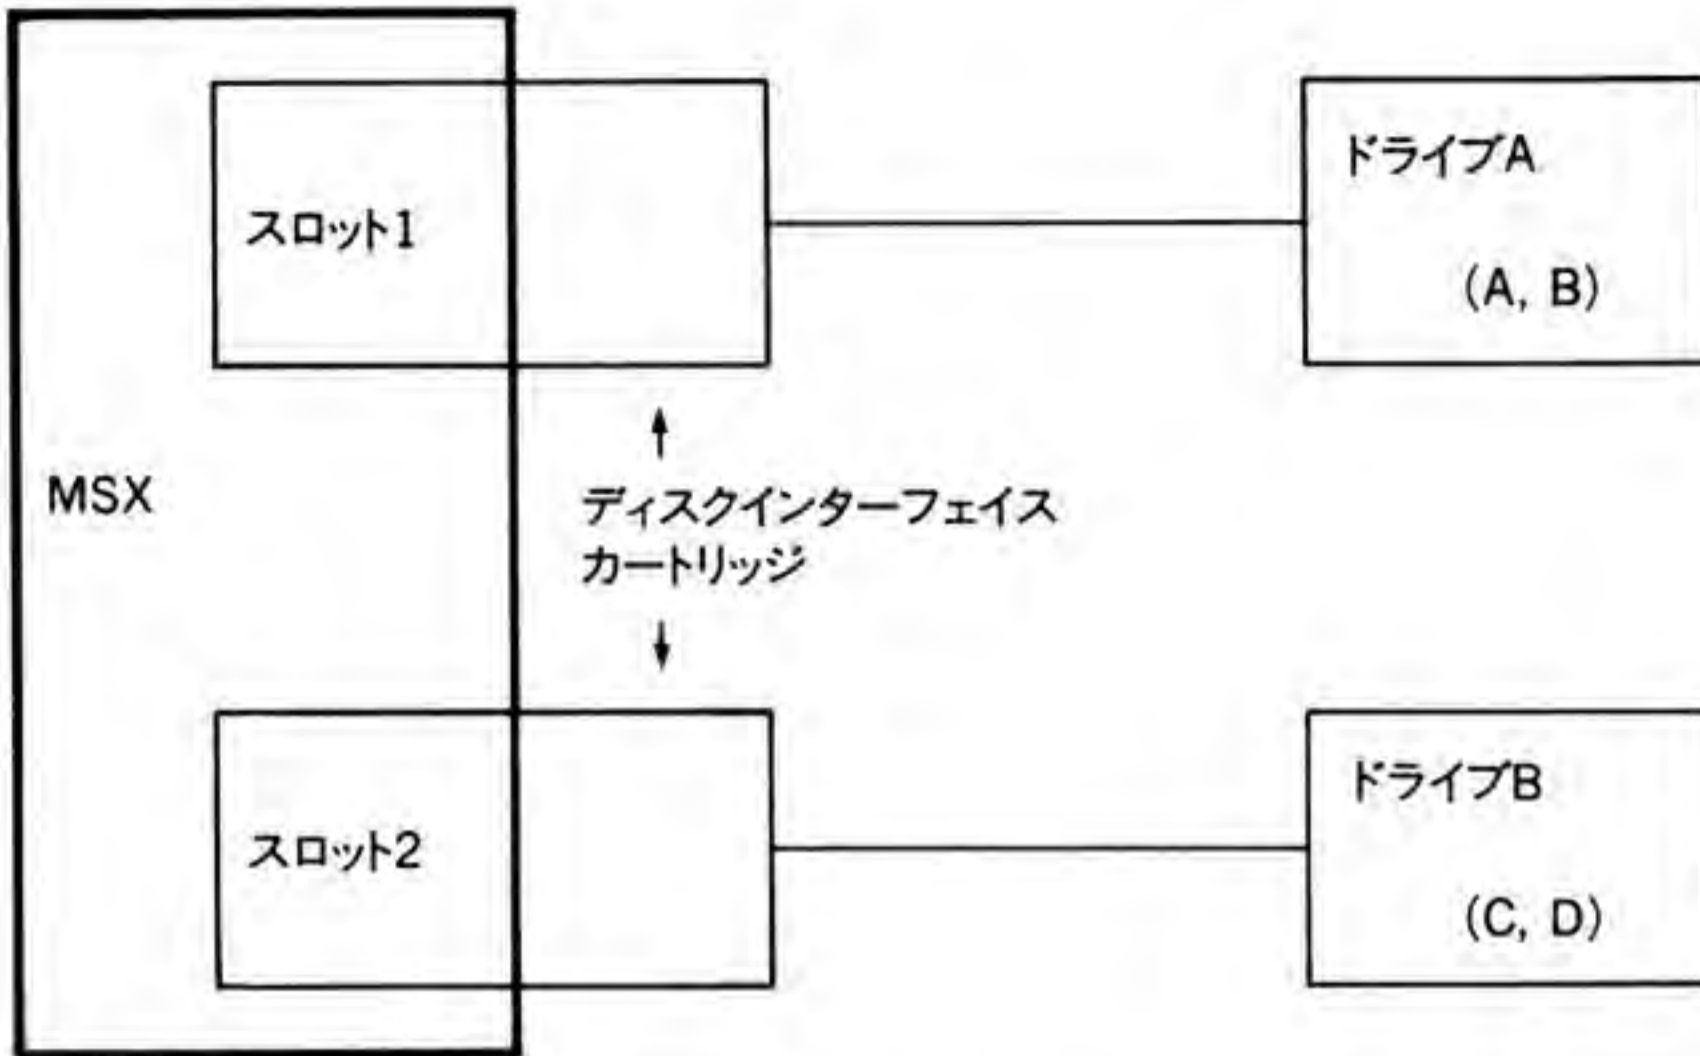 スロット1
ドライブA
(A, B)
MSX
ディスクインターフェイス
カートリッジ
スロット2
ドライブB
(C, D)